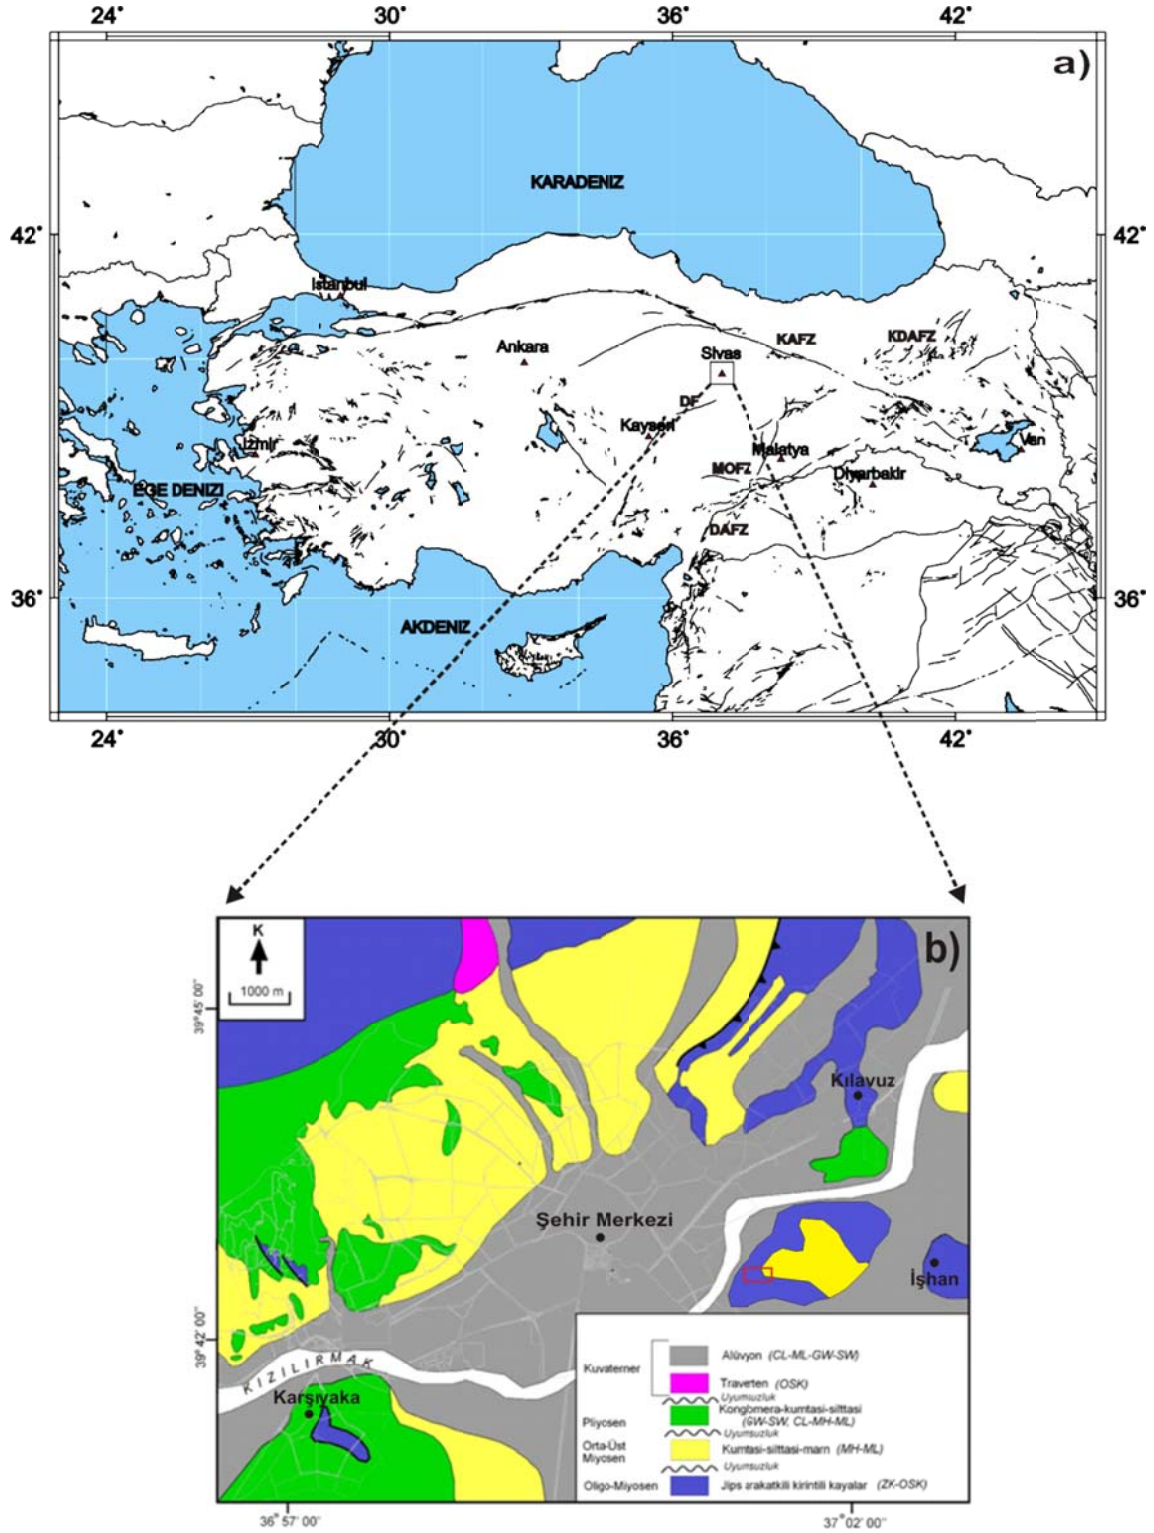 24° 30° 36° 42°
a)
KARADENIZ
42° 42°
Istanbul
KAFZ KDAFZ
Ankara
Sivas
DF
Kayseri
Izmir
Malatya
Van
MOFZ
Diyarbakir
EGE DENIZI
DAFZ
36° 36°
AKDENIZ
24° 30° 36° 42°
K
b)
1000 m
39° 45' 00''
Kılavuz
Şehir Merkezi
İşhan
39° 42' 00''
KIZILIRMAK
Karşıyaka
Kuvaterner
Alüvyon (CL-ML-GW-SW)
Traverten (OSK)
Uyumsuzluk
Pliyosen
Konglomera-kumtasi-silttasi
(GW-SW, CL-MH-ML)
Uyumsuzluk
Orta-Üst
Miyosen
Kumtasi-silttasi-marn (MH-ML)
Uyumsuzluk
Oligo-Miyosen
Jips arakatkili kirintili kayalar (ZK-OSK)
36° 57' 00'' 37° 02' 00''